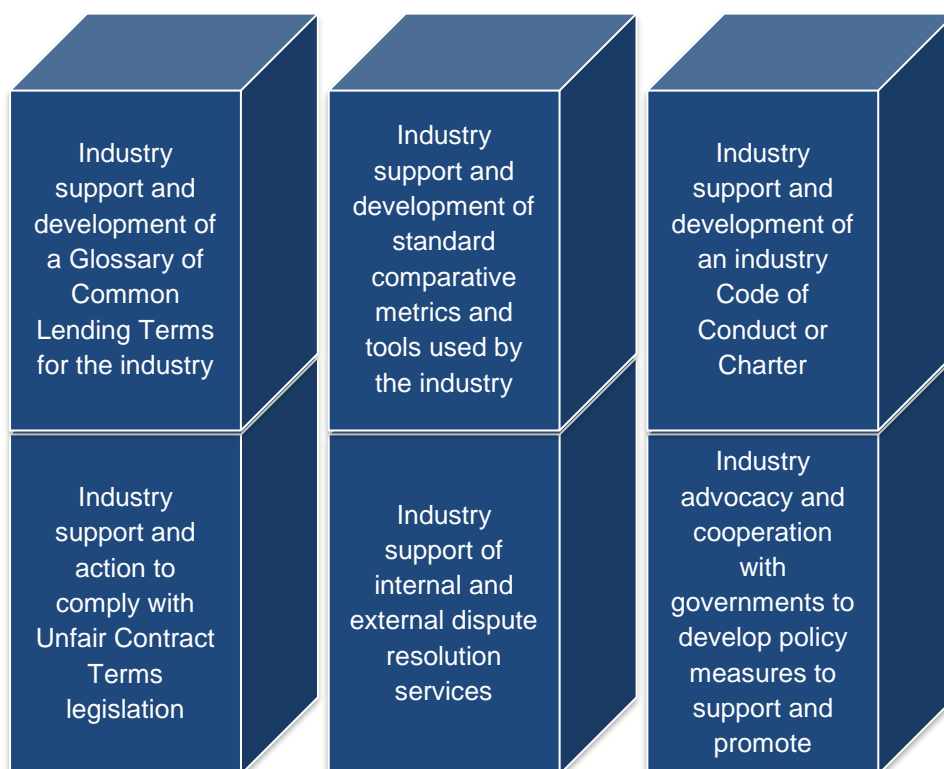 Industry
support and
development of
a Glossary of
Common
Lending Terms
for the industry
Industry
support and
development of
standard
comparative
metrics and
tools used by
the industry
Industry
support and
development of
an industry
Code of
Conduct or
Charter
Industry
support and
action to
comply with
Unfair Contract
Terms
legislation
Industry
support of
internal and
external dispute
resolution
services
Industry
advocacy and
cooperation
with
governments to
develop policy
measures to
support and
promote